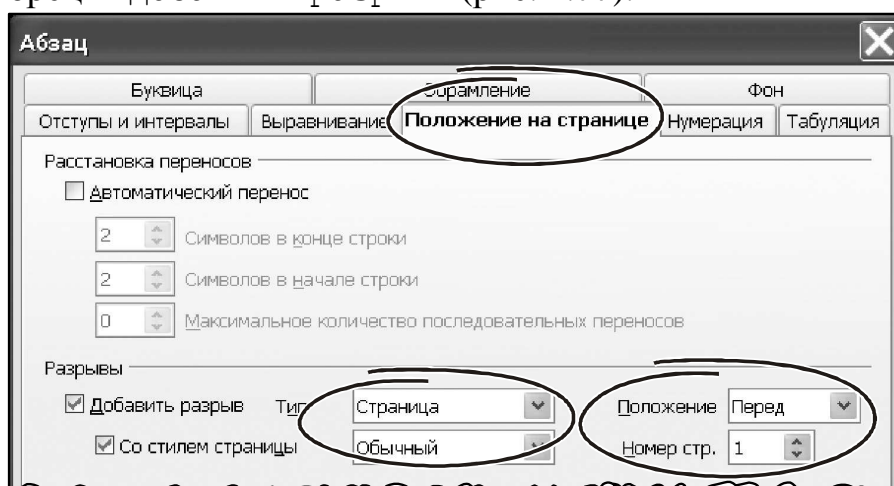 Абзац
Буквица Обрамление Фон
Отступы и интервалы Выравнивание Положение на странице Нумерация Табуляция
Расстановка переносов
Автоматический перенос
2 Символов в конце строки
2 Символов в начале строки
0 Максимальное количество последовательных переносов
Разрывы
Добавить разрыв Тип Страница Положение Перед
Со стилем страницы Обычный Номер стр. 1